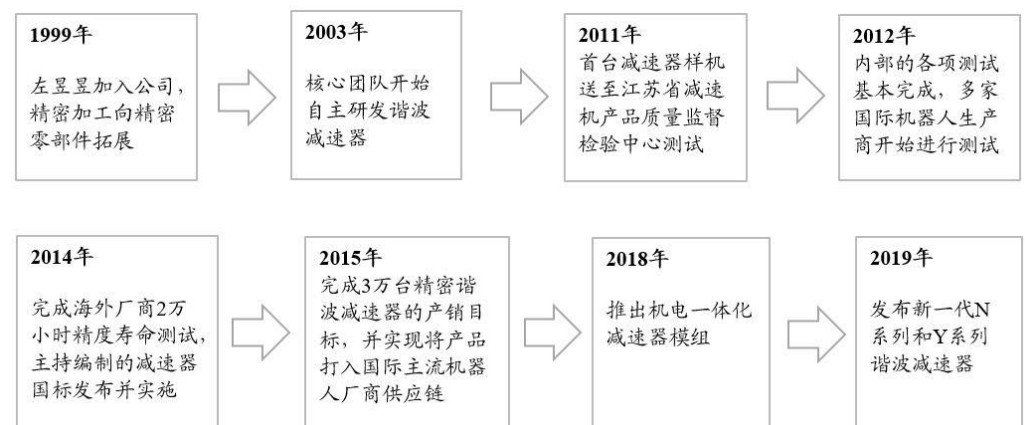 1999年
左昱昱加入公司，
精密加工向精密
零部件拓展
2003年
核心团队开始
自主研发谐波
减速器
2011年
首台减速器样机
送至江苏省减速
机产品质量监督
检验中心测试
2012年
内部的各项测试
基本完成，多家
国际机器人生产
商开始进行测试
2014年
完成海外厂商2万
小时精度寿命测试，
主持编制的减速器
国标发布并实施
2015年
完成3万台精密谐
波减速器的产销目
标，并实现将产品
打入国际主流机器
人厂商供应链
2018年
推出机电一体化
减速器模组
2019年
发布新一代N
系列和Y系列
谐波减速器